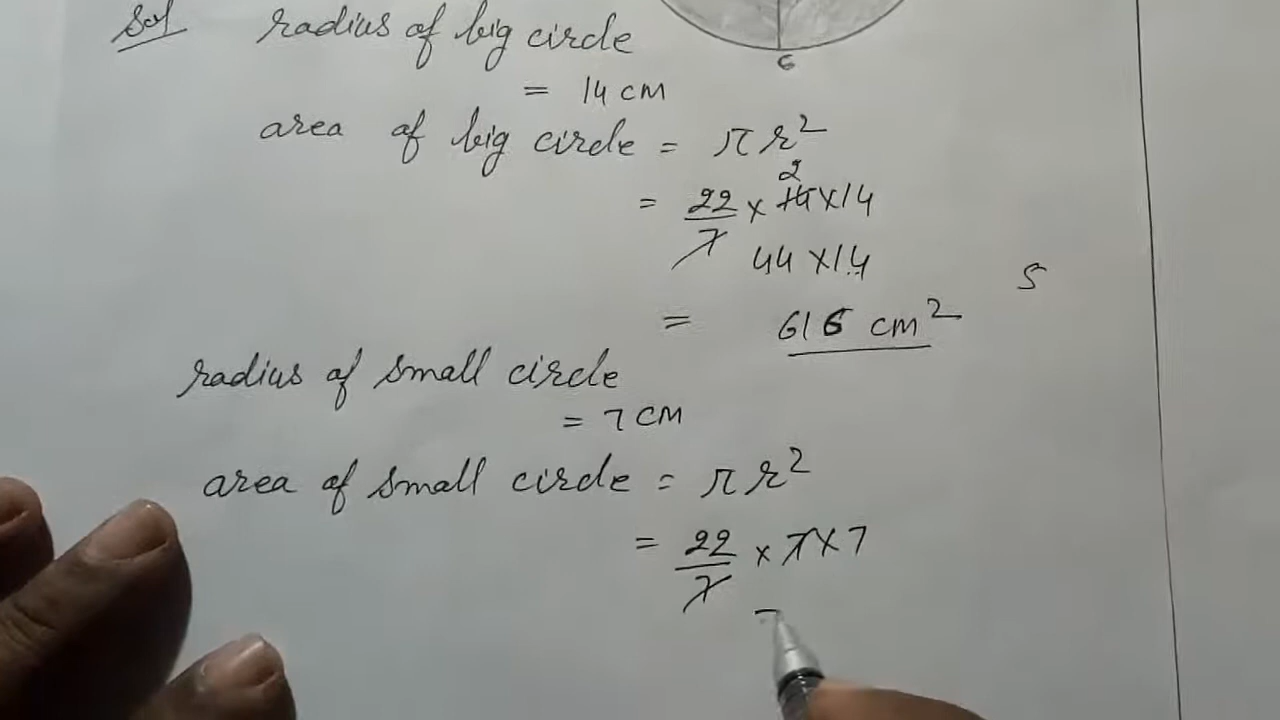 Sol radius of big circle
6
= 14 cm
area of big circle = πr²
2
= 22/7 × 14 × 14
44 × 14
S
= 616 cm²
radius of small circle
= 7 cm
area of small circle = πr²
= 22/7 × 7 × 7